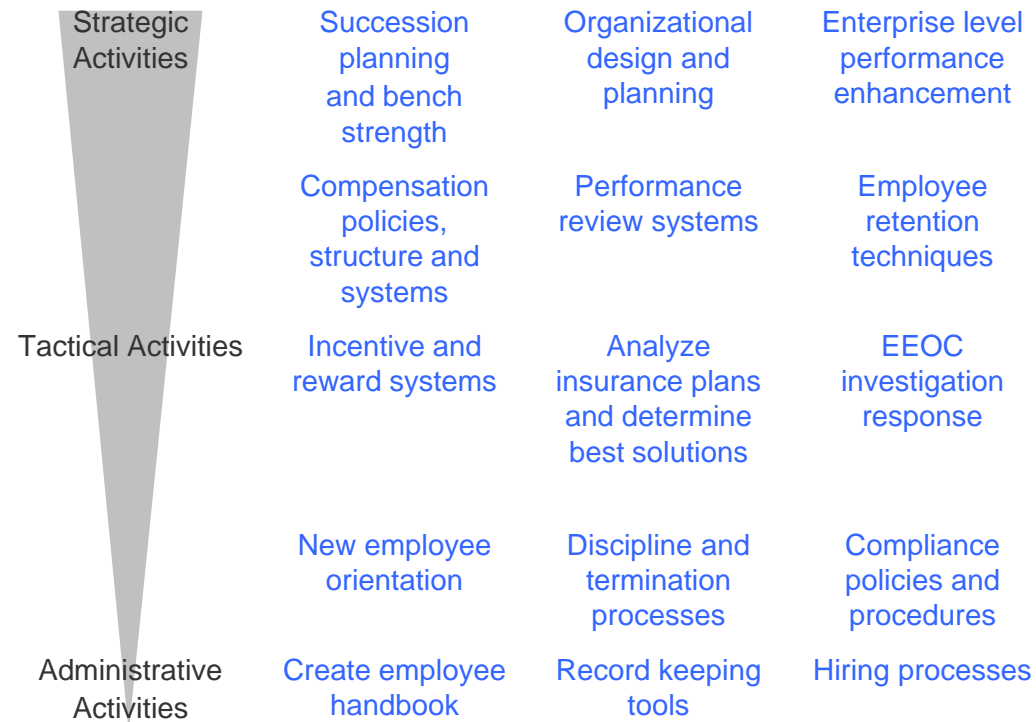 Strategic
Activities
Succession
planning
and bench
strength
Organizational
design and
planning
Enterprise level
performance
enhancement
Compensation
policies,
structure and
systems
Performance
review systems
Employee
retention
techniques
Tactical Activities
Incentive and
reward systems
Analyze
insurance plans
and determine
best solutions
EEOC
investigation
response
New employee
orientation
Discipline and
termination
processes
Compliance
policies and
procedures
Administrative
Activities
Create employee
handbook
Record keeping
tools
Hiring processes